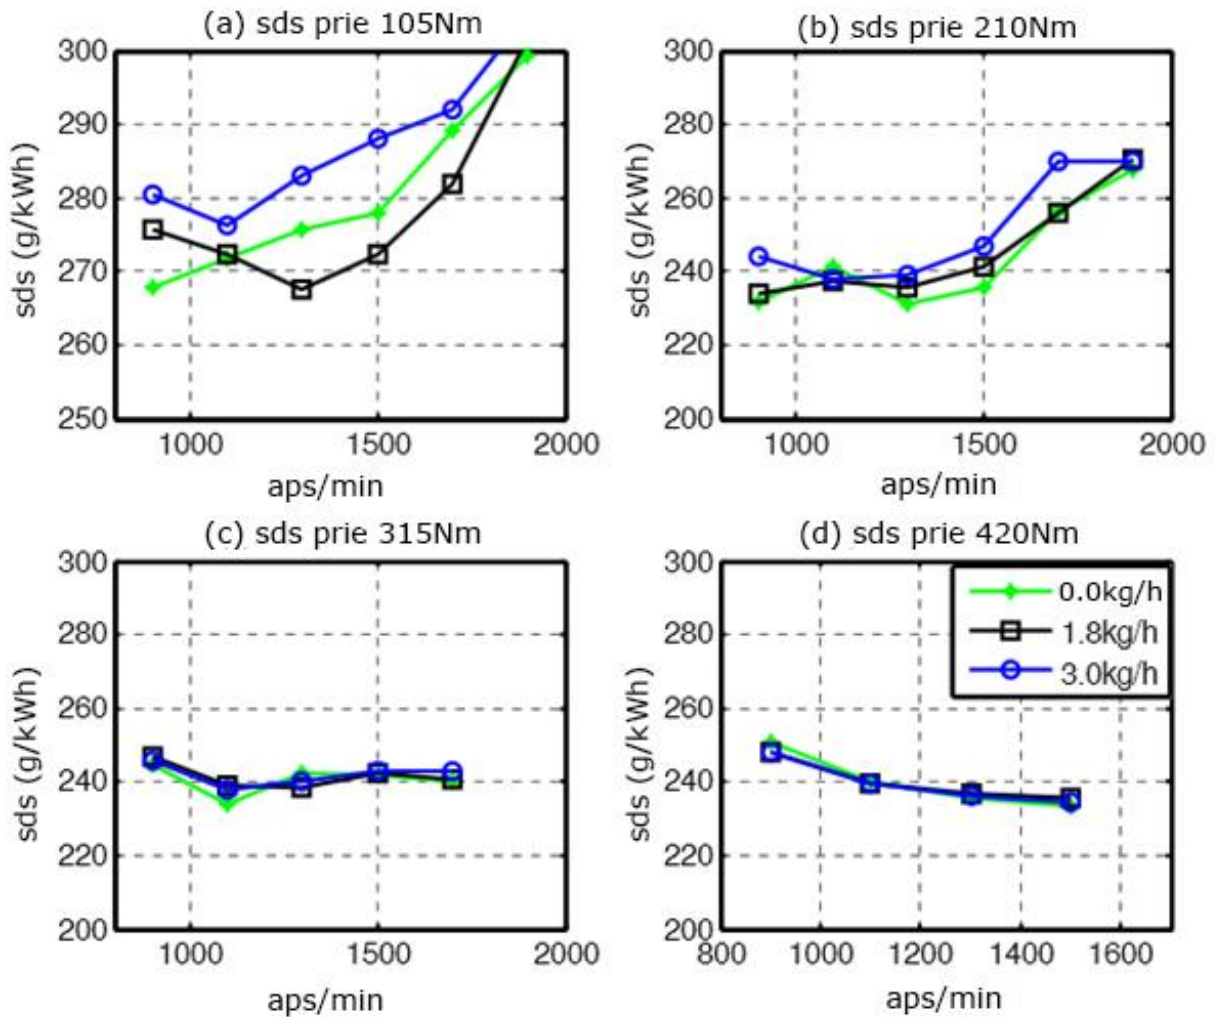 (a) sds prie 105Nm
300
290
280
270
260
250
sds (g/kWh)
1000 1500 2000
aps/min
(b) sds prie 210Nm
300
280
260
240
220
200
sds (g/kWh)
1000 1500 2000
aps/min
(c) sds prie 315Nm
300
280
260
240
220
200
sds (g/kWh)
1000 1500 2000
aps/min
(d) sds prie 420Nm
300
280
260
240
220
200
sds (g/kWh)
0.0kg/h
1.8kg/h
3.0kg/h
800 1000 1200 1400 1600
aps/min